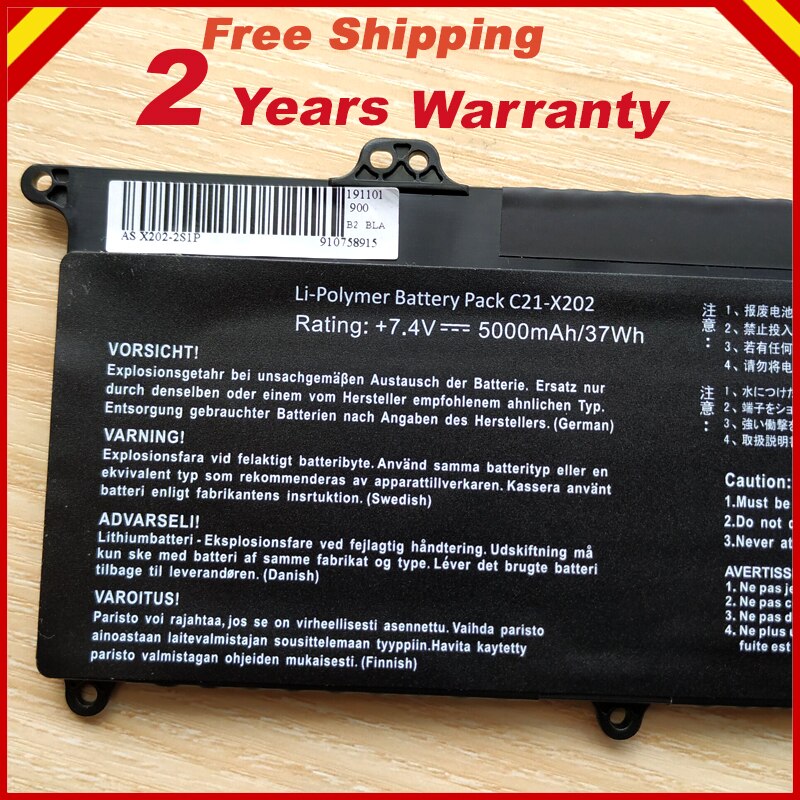 Free Shipping
2 Years Warranty
191101
900
B2 BLA
AS X202-2S1P
910758915
Li-Polymer Battery Pack C21-X202
Rating: +7.4V 5000mAh/37Wh
VORSICHT!
Explosionsgetahr bei unsachgemäßen Austausch der Batterie. Ersatz nur
durch denselben oder einem vom Hersteller empfohlenem ahnlichen Typ.
Entsorgung gebrauchter Batterien nach Angaben des Herstellers. (German)
VARNING!
Explosionsfara vid felaktigt batteribyte. Använd samma batterityp eller en
ekvivalent typ som rekommenderas av apparattillverkaren. Kassera använt
batteri enligt fabrikantens insrtuktion. (Swedish)
ADVARSELI!
Lithiumbatteri - Eksplosionsfare ved fejlagtig håndtering. Udskiftning må
kun ske med batteri af samme fabrikat og type. Léver det brugte batteri
tilbage til leverandøren. (Danish)
VAROITUS!
Paristo voi rajahtaa, jos se on virheellisesti asennettu. Vaihda paristo
ainoastaan laitevalmistajan sousittelemaan tyyppiin. Havita kaytetty
paristo valmistagan ohjeiden mukaisesti. (Finnish)
注意:
1、报废电池
2、禁止投入
3、若有任何
4、请勿将电
注意:
1、水につけた
2、端子をショ
3、強い衝撃を
4、取扱説明
Caution:
1.Must be
2.Do not d
3.Never at
AVERTISS
1. Ne pas je
2. Ne pas c
3. Ne pas d
4. Ne plus u
fuite est